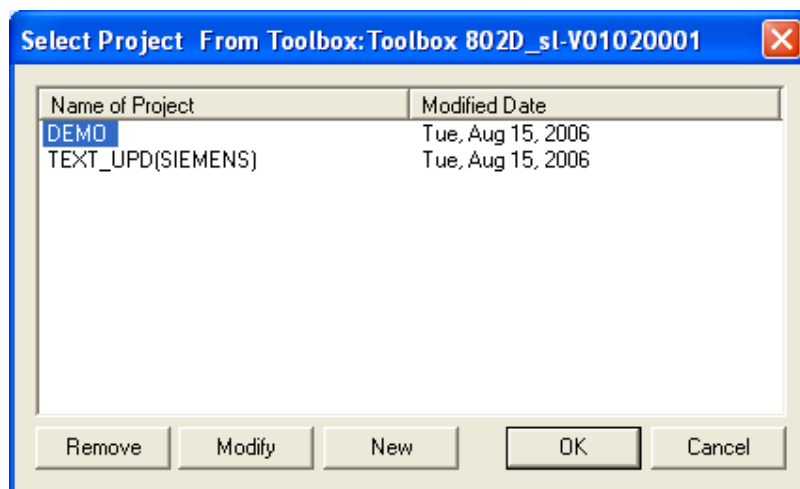 Select Project From Toolbox:Toolbox 802D_sl-V01020001
Name of Project Modified Date
DEMO Tue, Aug 15, 2006
TEXT_UPD(SIEMENS) Tue, Aug 15, 2006
Remove Modify New OK Cancel